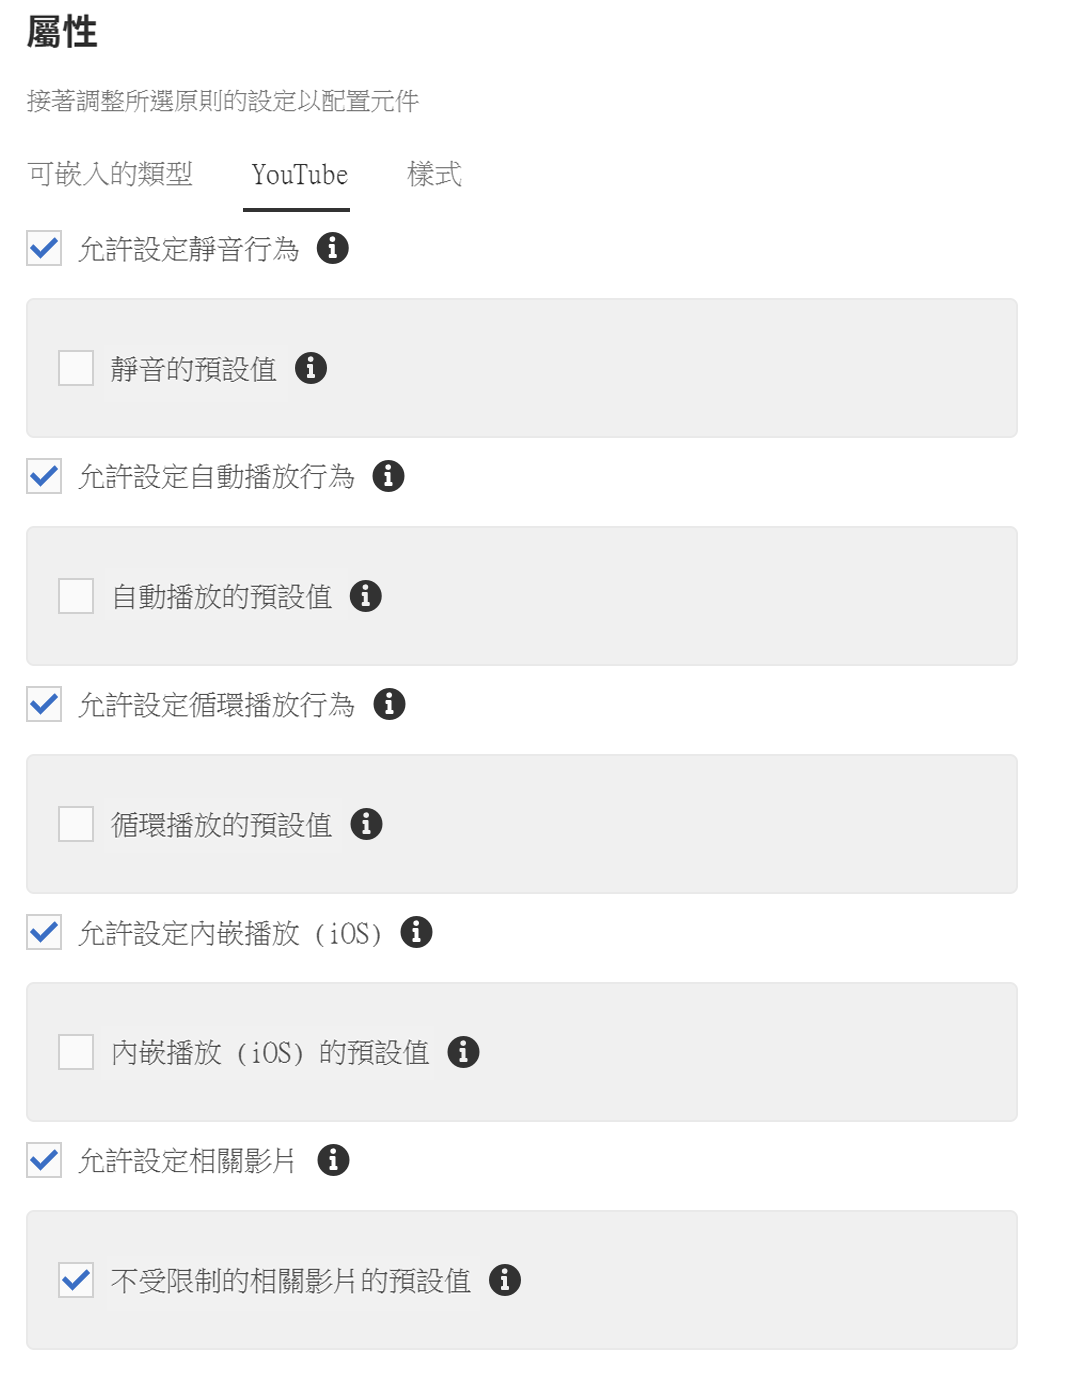 屬性
接著調整所選原則的設定以配置元件
可嵌入的類型 YouTube 樣式
允許設定靜音行為
靜音的預設值
允許設定自動播放行為
自動播放的預設值
允許設定循環播放行為
循環播放的預設值
允許設定內嵌播放 (iOS)
內嵌播放 (iOS) 的預設值
允許設定相關影片
不受限制的相關影片的預設值